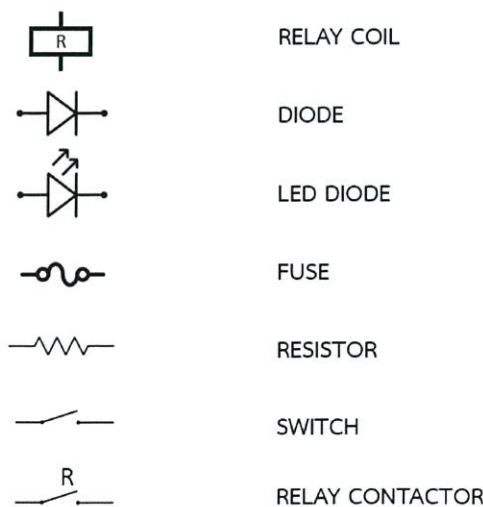 R RELAY COIL
DIODE
LED DIODE
FUSE
RESISTOR
SWITCH
R
RELAY CONTACTOR